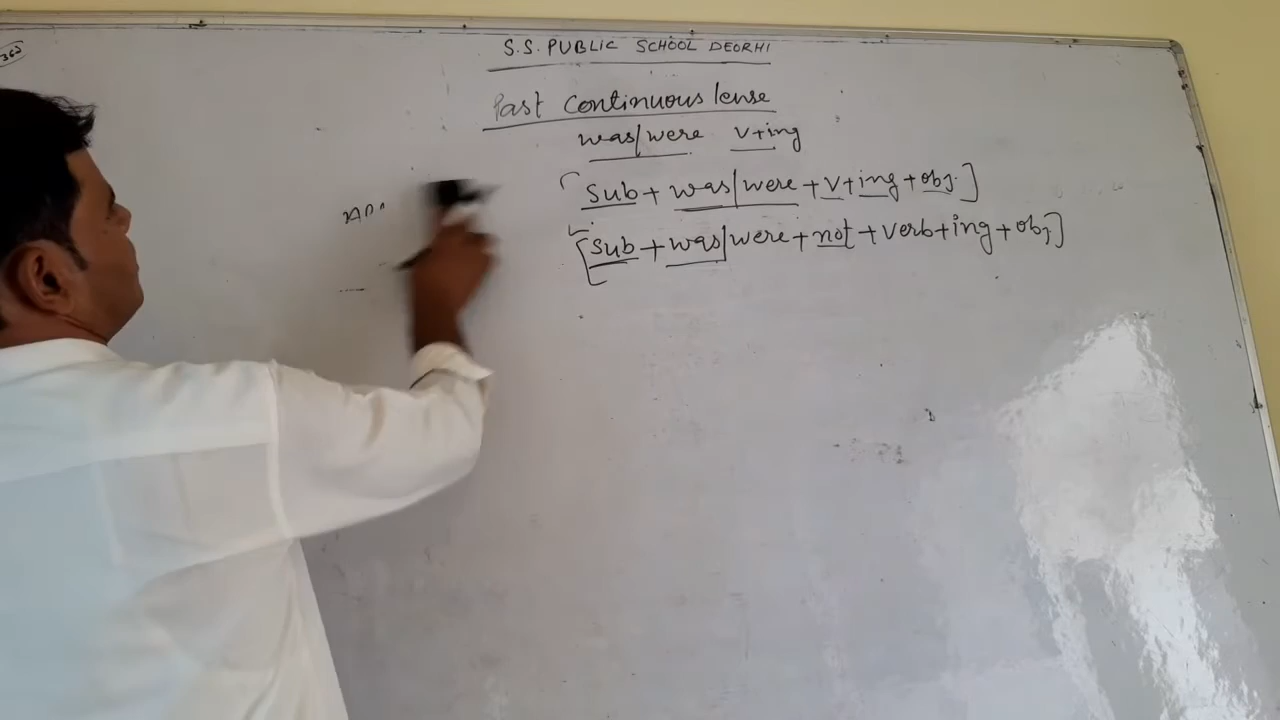 S.S. PUBLIC SCHOOL DEORHI
Past Continuous Tense
was/were V+ing
[Sub + was/were + V + ing + obj.]
[Sub + was/were + not + verb + ing + obj]